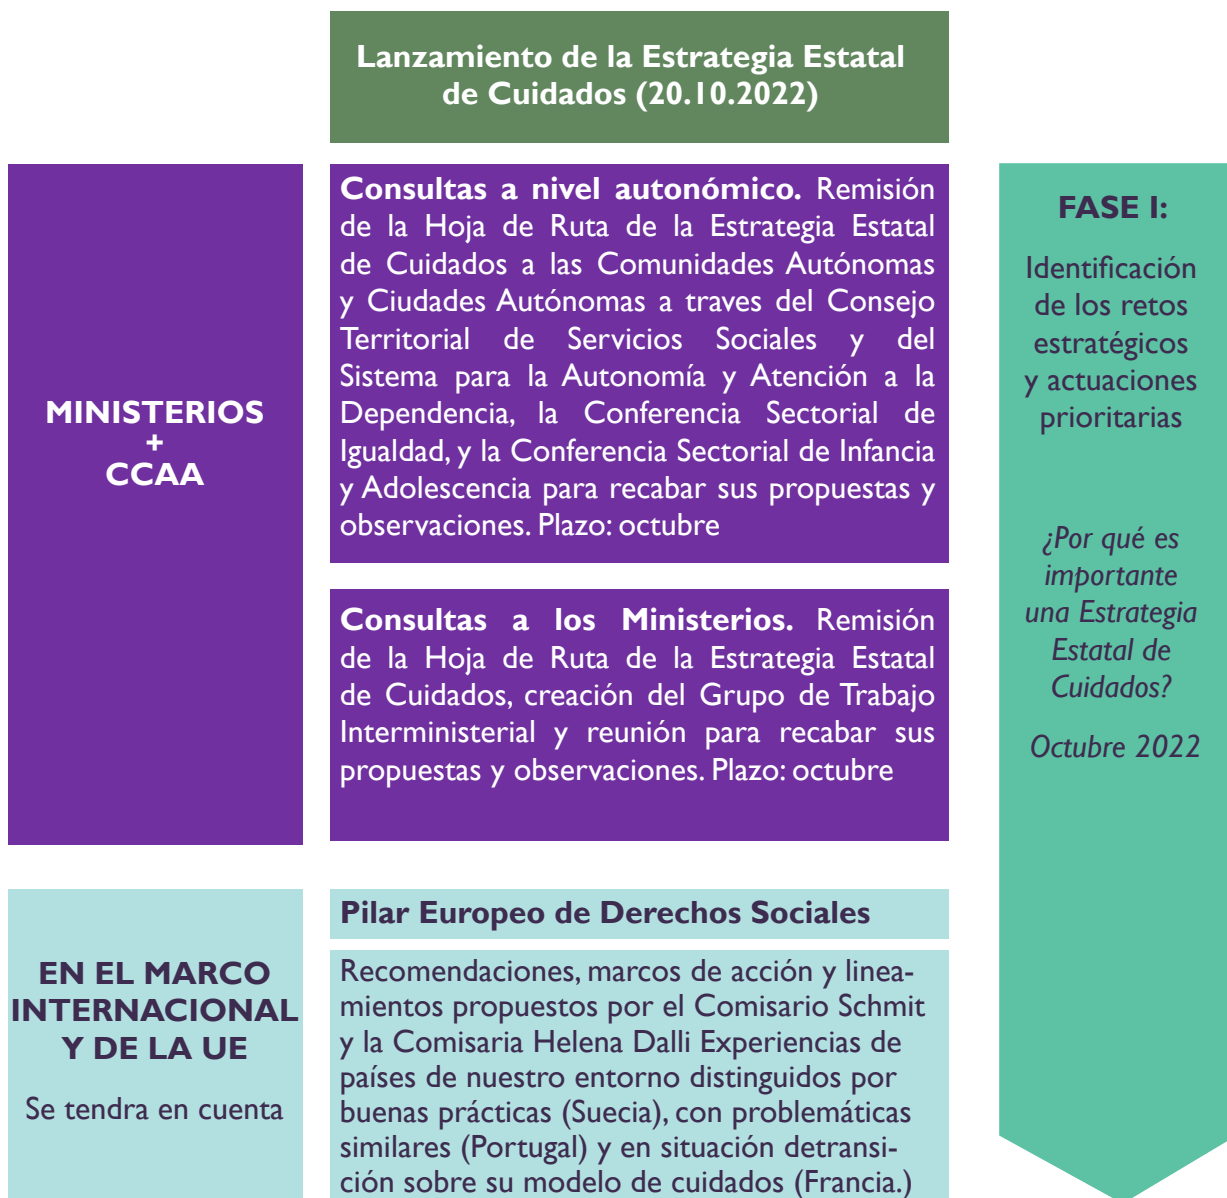 Lanzamiento de la Estrategia Estatal
de Cuidados (20.10.2022)
MINISTERIOS
+
CCAA
Consultas a nivel autonómico. Remisión
de la Hoja de Ruta de la Estrategia Estatal
de Cuidados a las Comunidades Autónomas
y Ciudades Autónomas a traves del Consejo
Territorial de Servicios Sociales y del
Sistema para la Autonomía y Atención a la
Dependencia, la Conferencia Sectorial de
Igualdad, y la Conferencia Sectorial de Infancia
y Adolescencia para recabar sus propuestas y
observaciones. Plazo: octubre
Consultas a los Ministerios. Remisión
de la Hoja de Ruta de la Estrategia Estatal
de Cuidados, creación del Grupo de Trabajo
Interministerial y reunión para recabar sus
propuestas y observaciones. Plazo: octubre
FASE I:
Identificación
de los retos
estratégicos
y actuaciones
prioritarias
¿Por qué es
importante
una Estrategia
Estatal de
Cuidados?
Octubre 2022
EN EL MARCO
INTERNACIONAL
Y DE LA UE
Se tendra en cuenta
Pilar Europeo de Derechos Sociales
Recomendaciones, marcos de acción y linea-
mientos propuestos por el Comisario Schmit
y la Comisaria Helena Dalli Experiencias de
países de nuestro entorno distinguidos por
buenas prácticas (Suecia), con problemáticas
similares (Portugal) y en situación detransi-
ción sobre su modelo de cuidados (Francia.)